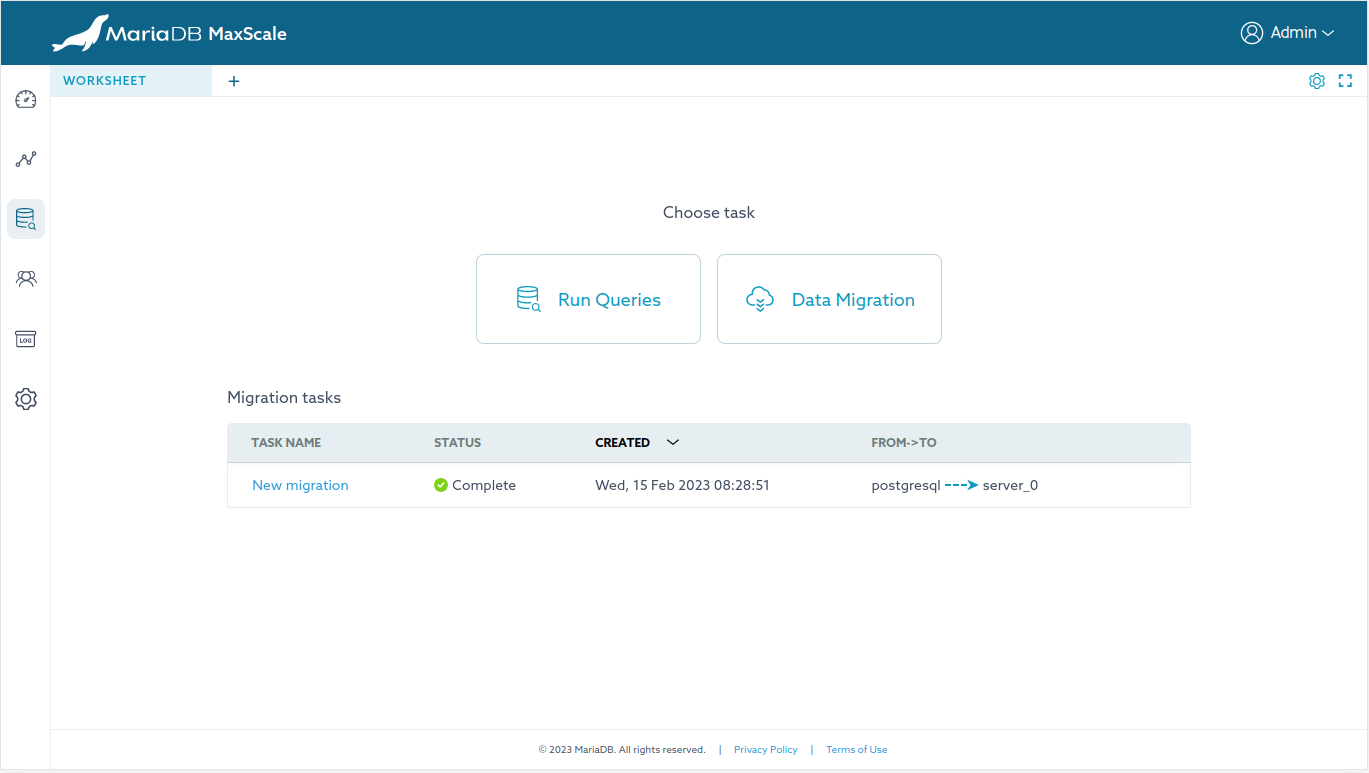 MariaDB MaxScale
Admin
WORKSHEET +
LOG
Choose task
Run Queries Data Migration
Migration tasks
TASK NAME STATUS CREATED FROM->TO
New migration Complete Wed, 15 Feb 2023 08:28:51 postgresql server_0
© 2023 MariaDB. All rights reserved. | Privacy Policy | Terms of Use